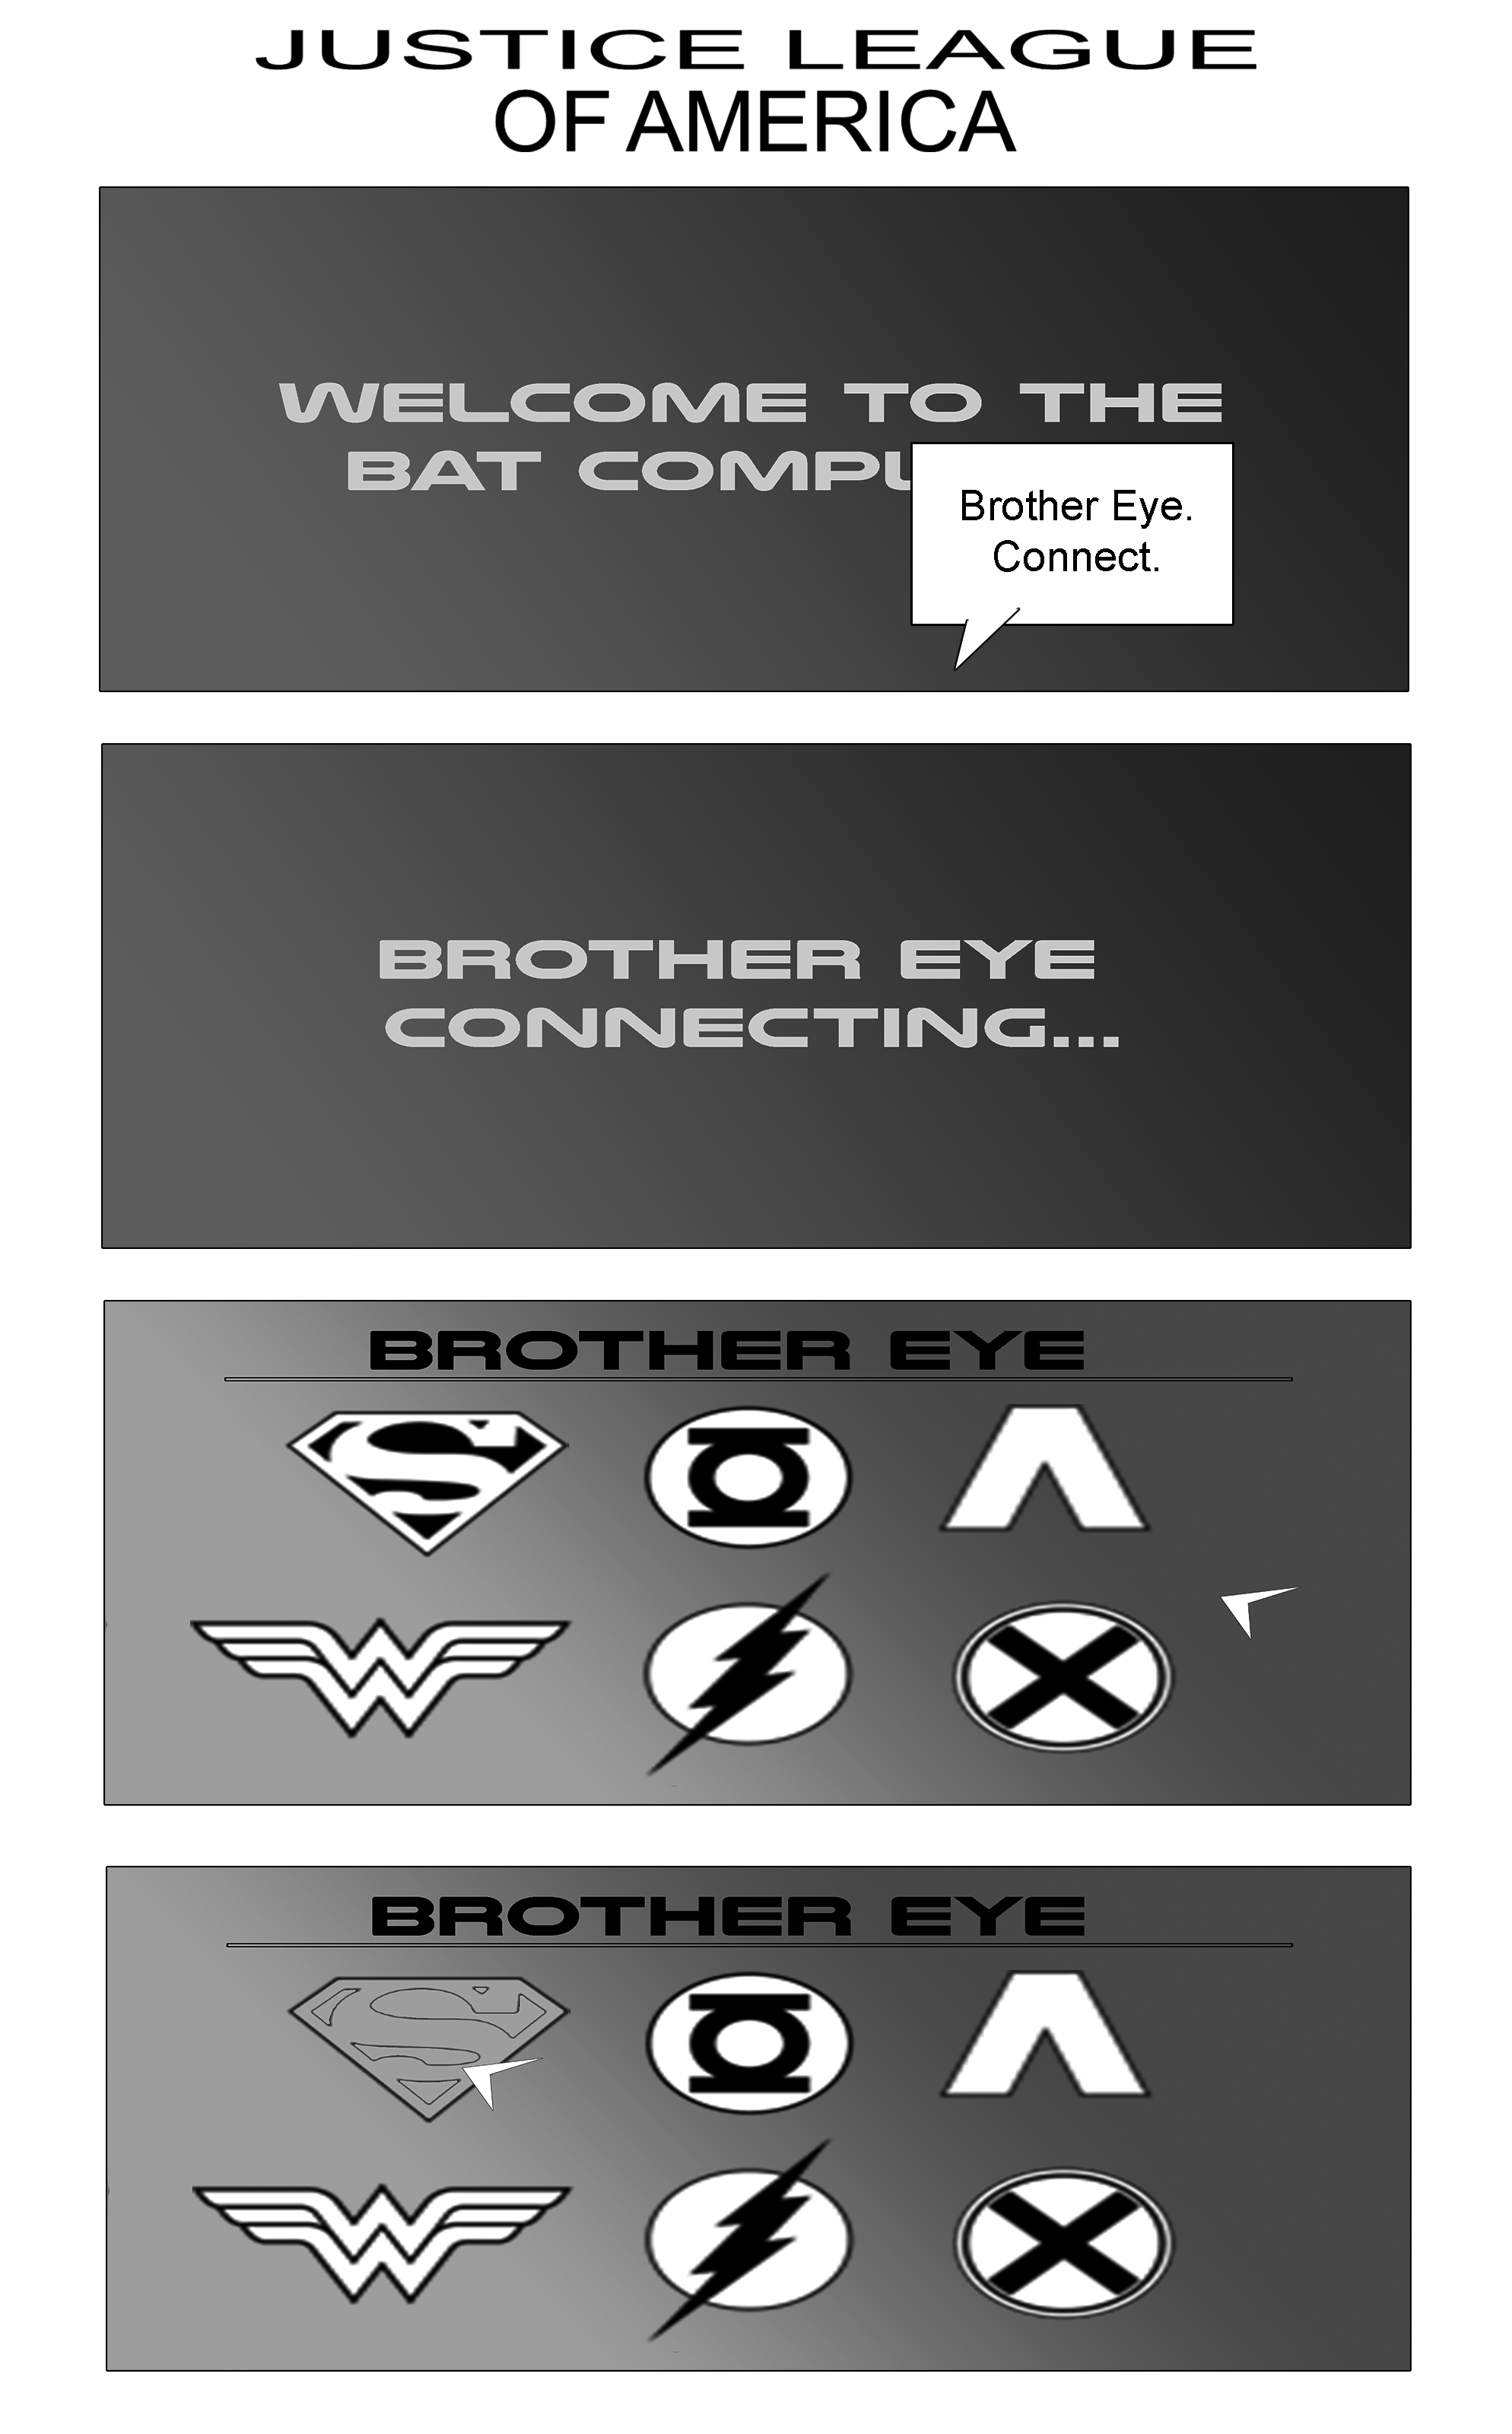 JUSTICE LEAGUE
OF AMERICA
WELCOME TO THE
BAT COMPU
Brother Eye.
Connect.
BROTHER EYE
CONNECTING...
BROTHER EYE
BROTHER EYE